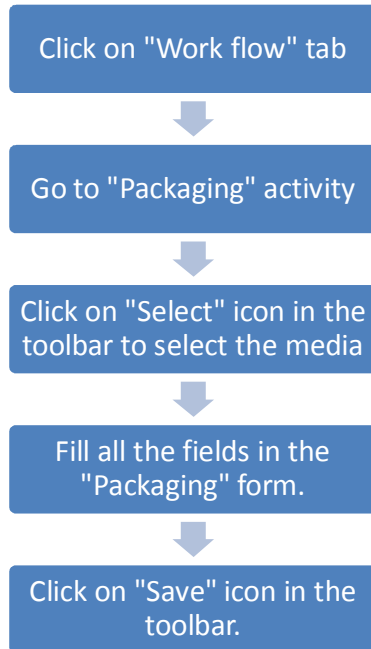 Click on "Work flow" tab
Go to "Packaging" activity
Click on "Select" icon in the
toolbar to select the media
Fill all the fields in the
"Packaging" form.
Click on "Save" icon in the
toolbar.